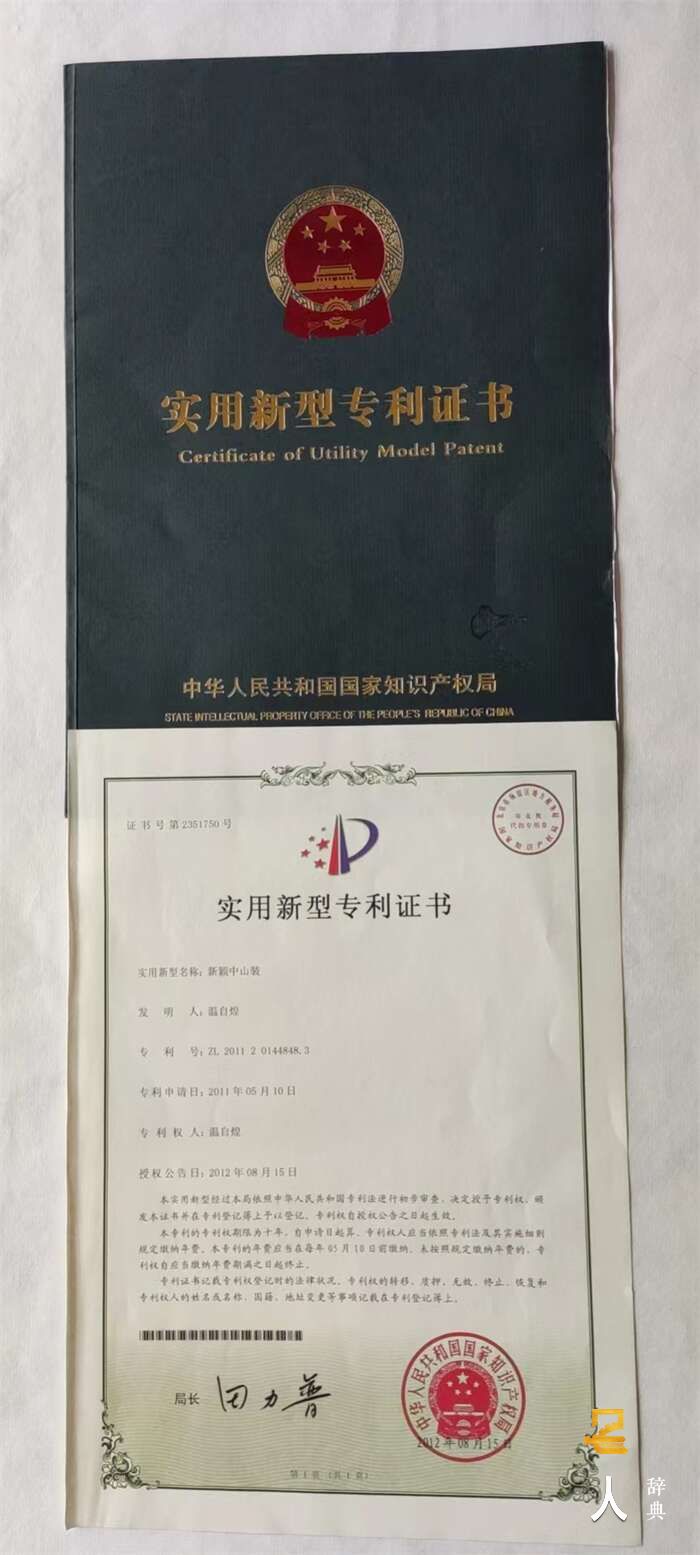 实用新型专利证书
Certificate of Utility Model Patent
中华人民共和国国家知识产权局
STATE INTELLECTUAL PROPERTY OFFICE OF THE PEOPLE'S REPUBLIC OF CHINA
证书号第2351750号
实用新型专利证书
实用新型名称：新颖中山装
发明人：温自煌
专利号：ZL 2011 2 0144848.3
专利申请日：2011年05月10日
专利权人：温自煌
授权公告日：2012年08月15日
本实用新型经过本局依照中华人民共和国专利法进行初步审查，决定授予专利权，颁
发本证书并在专利登记簿上予以登记。专利权自授权公告之日起生效。
本专利的专利权期限为十年，自申请日起算。专利权人应当依照专利法及其实施细则
规定缴纳年费。本专利的年费应当在每年05月10日前缴纳。未按照规定缴纳年费的，专
利权自应当缴纳年费期满之日起终止。
专利证书记载专利权登记时的法律状况。专利权的转移、质押、无效、终止、恢复和
专利权人的姓名或名称、国籍、地址变更等事项记载在专利登记簿上。
局长 田力普
中华人民共和国国家知识产权局
2012年08月15日
第1页（共1页）
人
辞典